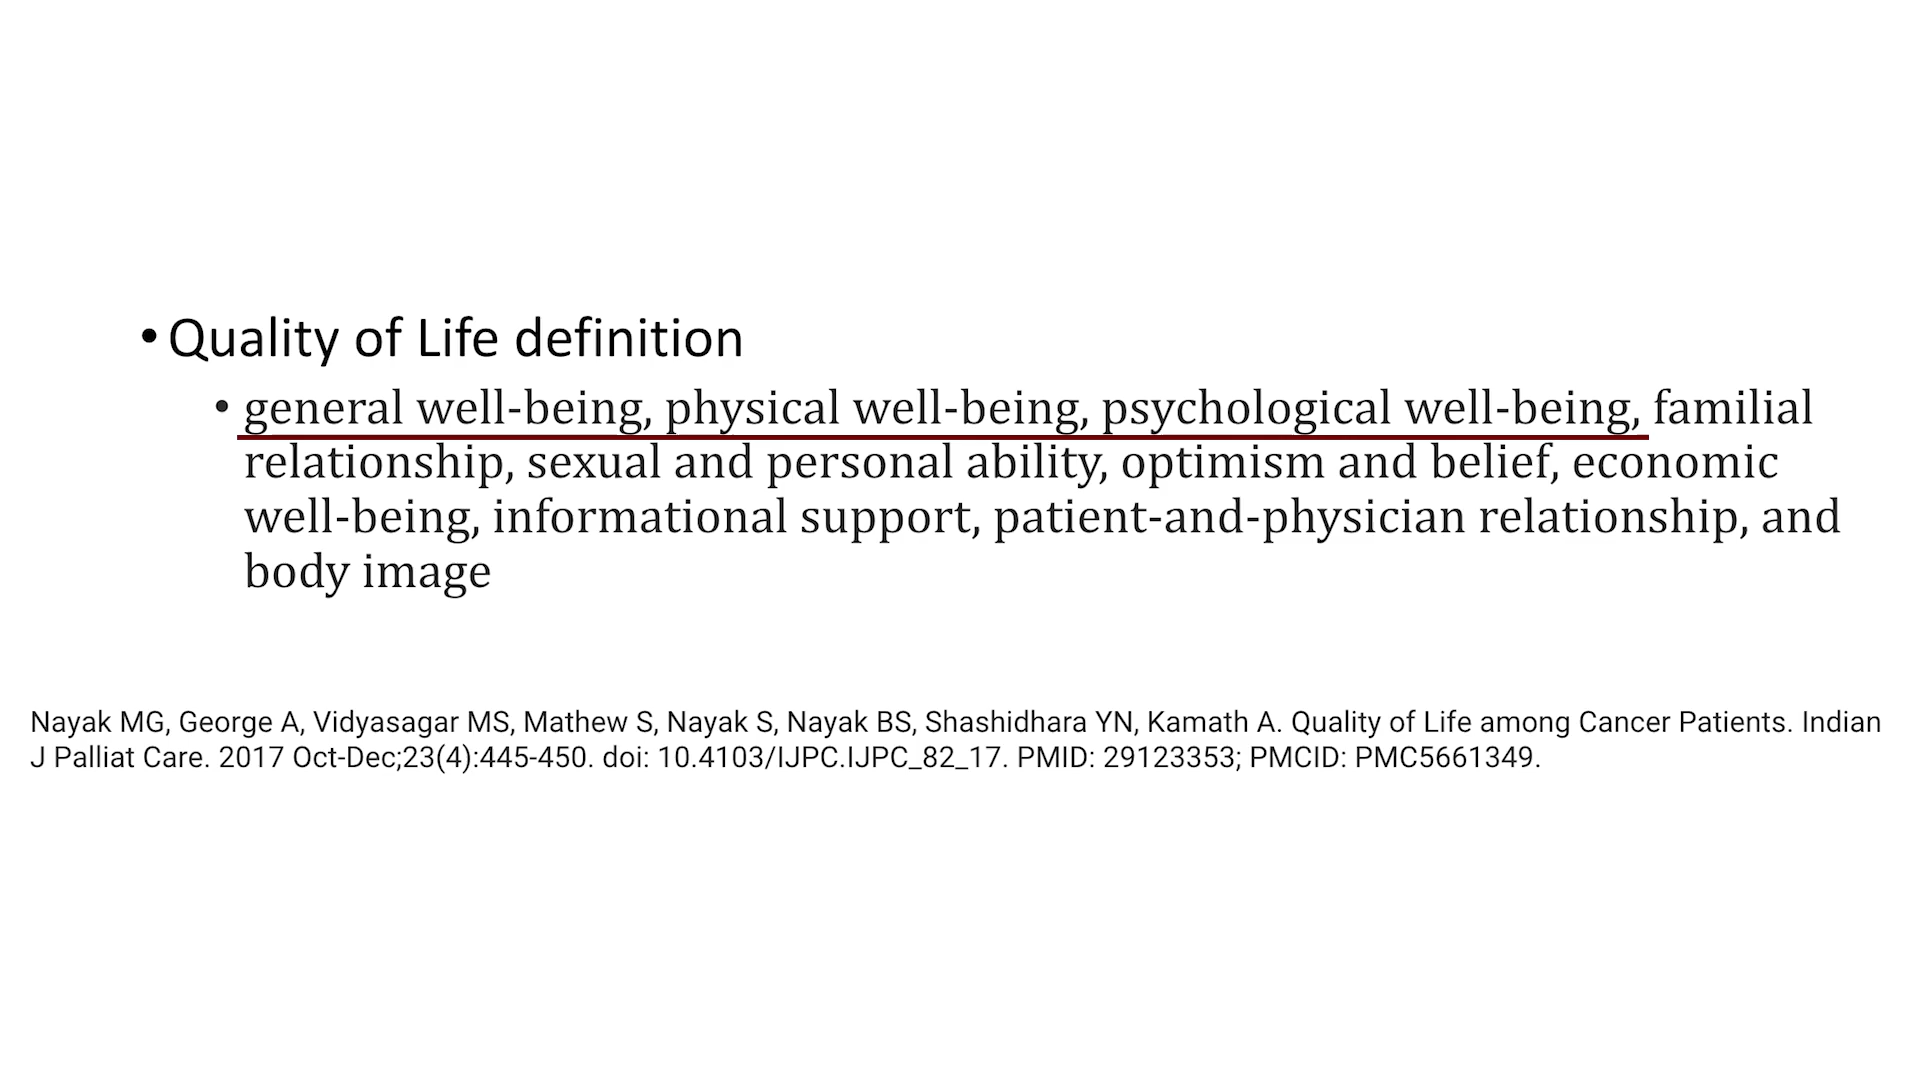 • Quality of Life definition
• general well-being, physical well-being, psychological well-being, familial
relationship, sexual and personal ability, optimism and belief, economic
well-being, informational support, patient-and-physician relationship, and
body image
Nayak MG, George A, Vidyasagar MS, Mathew S, Nayak S, Nayak BS, Shashidhara YN, Kamath A. Quality of Life among Cancer Patients. Indian
J Palliat Care. 2017 Oct-Dec;23(4):445-450. doi: 10.4103/IJPC.IJPC_82_17. PMID: 29123353; PMCID: PMC5661349.